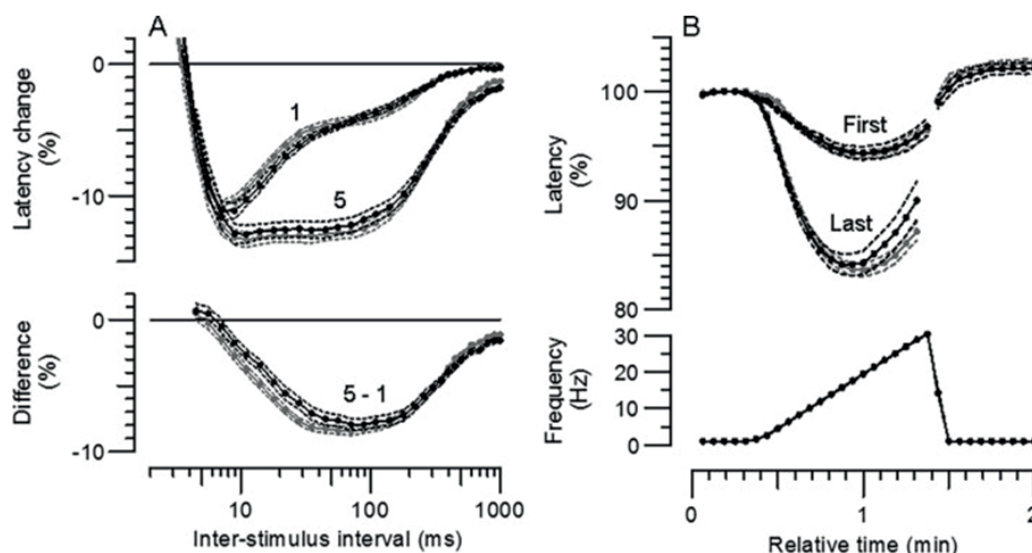 A
0
-10
Latency change
(%)
1
5
0
-10
Difference
(%)
5 - 1
10
100
1000
Inter-stimulus interval (ms)
B
100
90
80
Latency
(%)
First
Last
30
20
10
0
Frequency
(Hz)
0
1
2
Relative time (min)